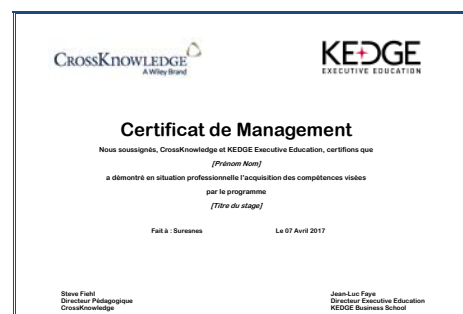 CROSSKNOWLEDGE
A Wiley Brand
KEDGE
EXECUTIVE EDUCATION
Certificat de Management
Nous soussignés, CrossKnowledge et KEDGE Executive Education, certifions que
[Prénom Nom]
a démontré en situation professionnelle l'acquisition des compétences visées
par le programme
[Titre du stage]
Fait à : Suresnes Le 07 Avril 2017
Steve Fiehl
Directeur Pédagogique
CrossKnowledge
Jean-Luc Faye
Directeur Executive Education
KEDGE Business School